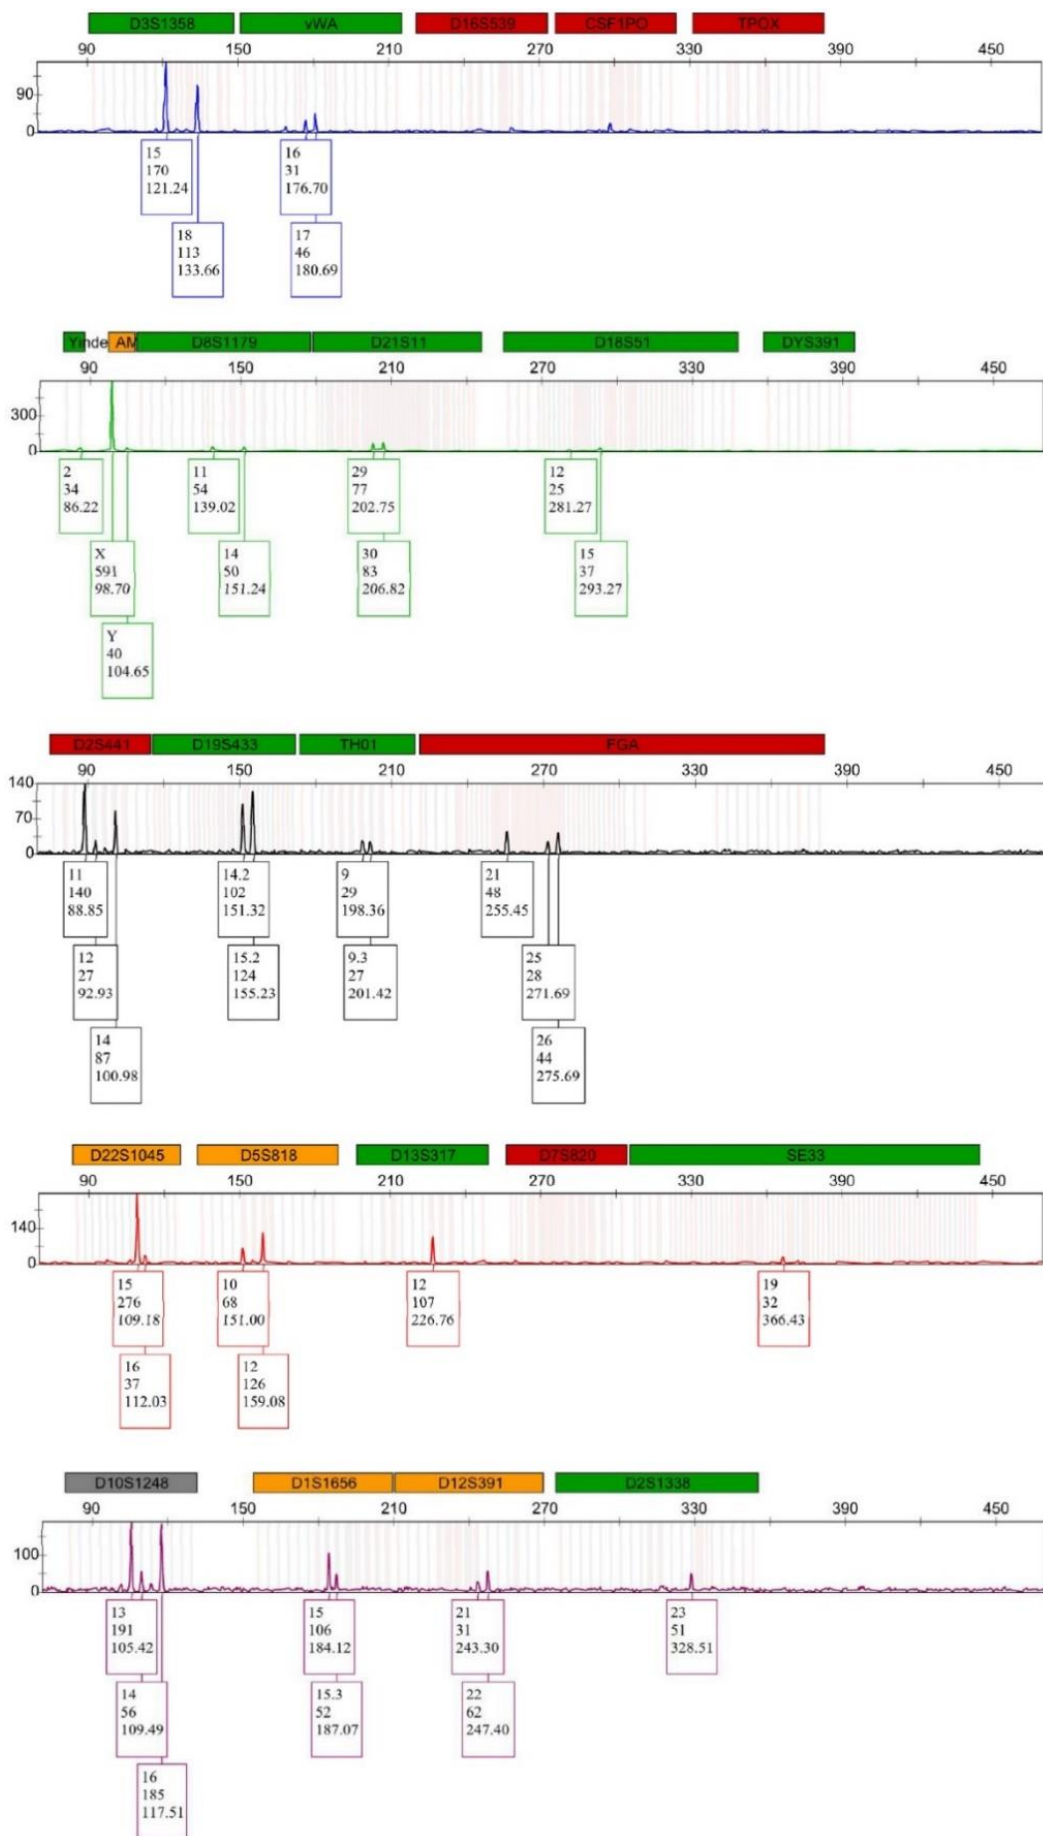 D3S1358 vWA D16S539 CSF1PO TPOX
90 150 210 270 330 390 450
90
0
15 16
170 31
121.24 176.70
18 17
113 46
133.66 180.69
Yinde AM D8S1179 D21S11 D18S51 DYS391
90 150 210 270 330 390 450
300
0
2 11 29 12
34 54 77 25
86.22 139.02 202.75 281.27
X 14 30 15
591 50 83 37
98.70 151.24 206.82 293.27
Y
40
104.65
D2S441 D19S433 TH01 FGA
90 150 210 270 330 390 450
140
70
0
11 14.2 9 21
140 102 29 48
88.85 151.32 198.36 255.45
12 15.2 9.3 25
27 124 27 28
92.93 155.23 201.42 271.69
14 26
87 44
100.98 275.69
D22S1045 D5S818 D13S317 D7S820 SE33
90 150 210 270 330 390 450
140
0
15 10 12 19
276 68 107 32
109.18 151.00 226.76 366.43
16 12
37 126
112.03 159.08
D10S1248 D1S1656 D12S391 D2S1338
90 150 210 270 330 390 450
100
0
13 15 21 23
191 106 31 51
105.42 184.12 243.30 328.51
14 15.3 22
56 52 62
109.49 187.07 247.40
16
185
117.51